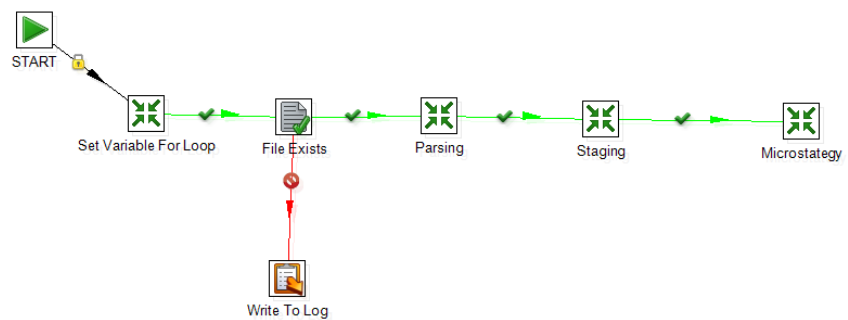 START
Set Variable For Loop
File Exists
Parsing
Staging
Microstategy
Write To Log